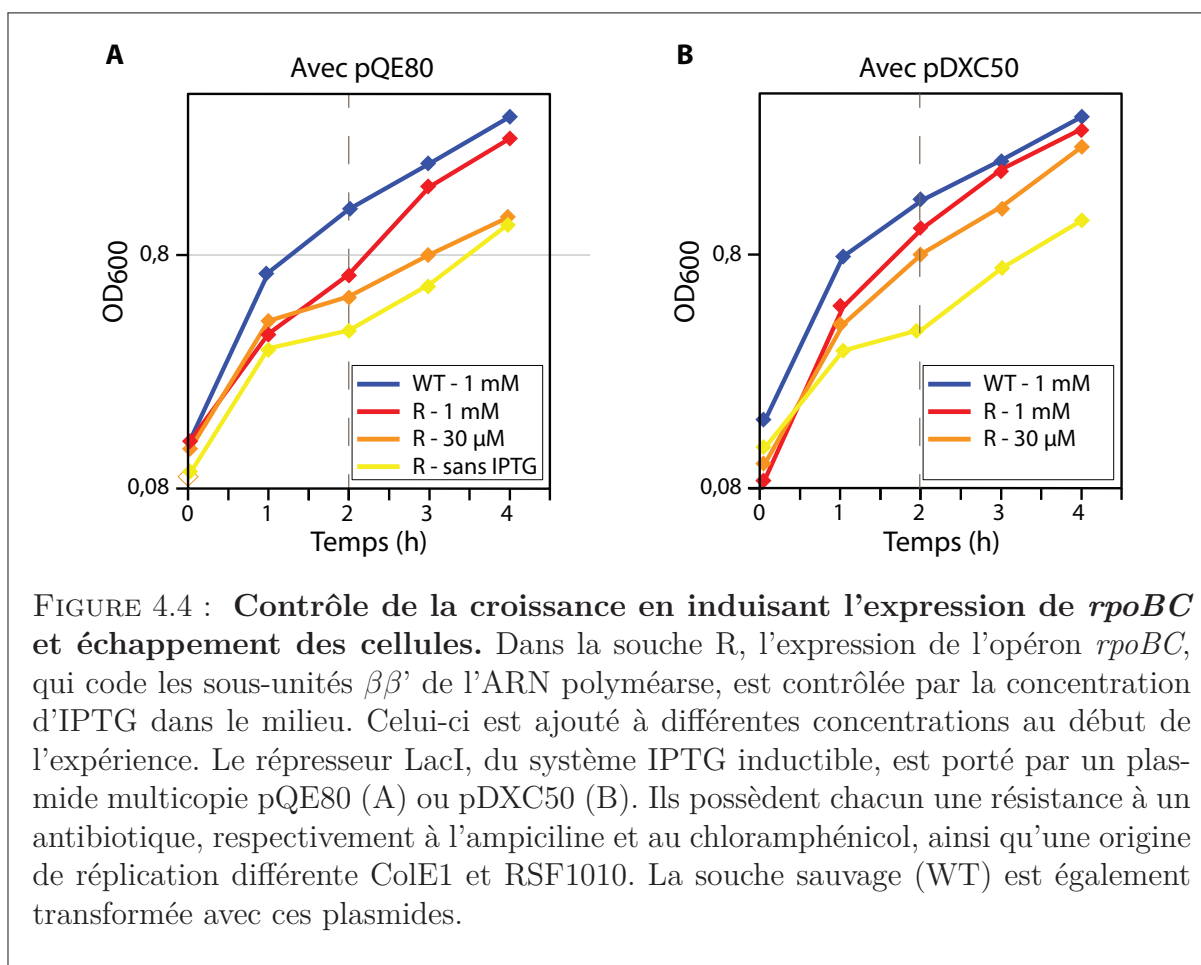 A
Avec pQE80
0,8
0,08
OD600
0 1 2 3 4
Temps (h)
WT - 1 mM
R - 1 mM
R - 30 µM
R - sans IPTG
B
Avec pDXC50
0,8
0,08
OD600
0 1 2 3 4
Temps (h)
WT - 1 mM
R - 1 mM
R - 30 µM
FIGURE 4.4 : Contrôle de la croissance en induisant l'expression de rpoBC
et échappement des cellules. Dans la souche R, l'expression de l'opéron rpoBC,
qui code les sous-unités ββ' de l'ARN polyméarse, est contrôlée par la concentration
d'IPTG dans le milieu. Celui-ci est ajouté à différentes concentrations au début de
l'expérience. Le répresseur LacI, du système IPTG inductible, est porté par un plas-
mide multicopie pQE80 (A) ou pDXC50 (B). Ils possèdent chacun une résistance à un
antibiotique, respectivement à l'ampiciline et au chloramphénicol, ainsi qu'une origine
de réplication différente ColE1 et RSF1010. La souche sauvage (WT) est également
transformée avec ces plasmides.